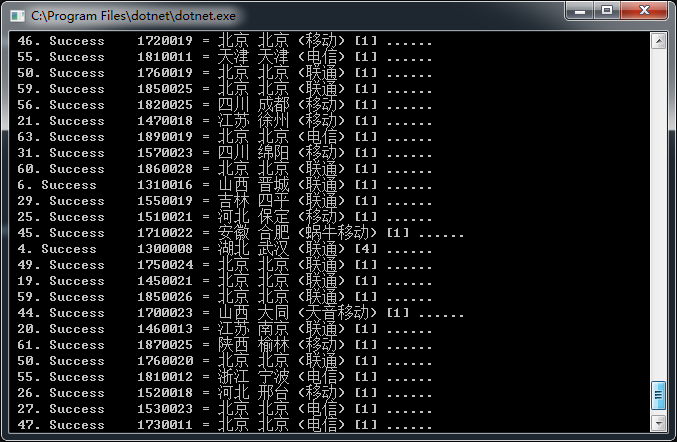 C:\Program Files\dotnet\dotnet.exe
46. Success 1720019 = 北京 北京 (移动) [1] ......
55. Success 1810011 = 天津 天津 (电信) [1] ......
50. Success 1760019 = 北京 北京 (联通) [1] ......
59. Success 1850025 = 北京 北京 (联通) [1] ......
56. Success 1820025 = 四川 成都 (移动) [1] ......
21. Success 1470018 = 江苏 徐州 (移动) [1] ......
63. Success 1890019 = 北京 北京 (电信) [1] ......
31. Success 1570023 = 四川 绵阳 (移动) [1] ......
60. Success 1860028 = 北京 北京 (联通) [1] ......
6. Success 1310016 = 山西 晋城 (联通) [1] ......
29. Success 1550019 = 吉林 四平 (联通) [1] ......
25. Success 1510021 = 河北 保定 (移动) [1] ......
45. Success 1710022 = 安徽 合肥 (蜗牛移动) [1] ......
4. Success 1300008 = 湖北 武汉 (联通) [4] ......
49. Success 1750024 = 北京 北京 (联通) [1] ......
19. Success 1450021 = 北京 北京 (联通) [1] ......
59. Success 1850026 = 北京 北京 (联通) [1] ......
44. Success 1700023 = 山西 大同 (天音移动) [1] ......
20. Success 1460013 = 江苏 南京 (联通) [1] ......
61. Success 1870025 = 陕西 榆林 (移动) [1] ......
50. Success 1760020 = 北京 北京 (联通) [1] ......
55. Success 1810012 = 浙江 宁波 (电信) [1] ......
26. Success 1520018 = 河北 邢台 (移动) [1] ......
27. Success 1530023 = 北京 北京 (电信) [1] ......
47. Success 1730011 = 北京 北京 (电信) [1] ......